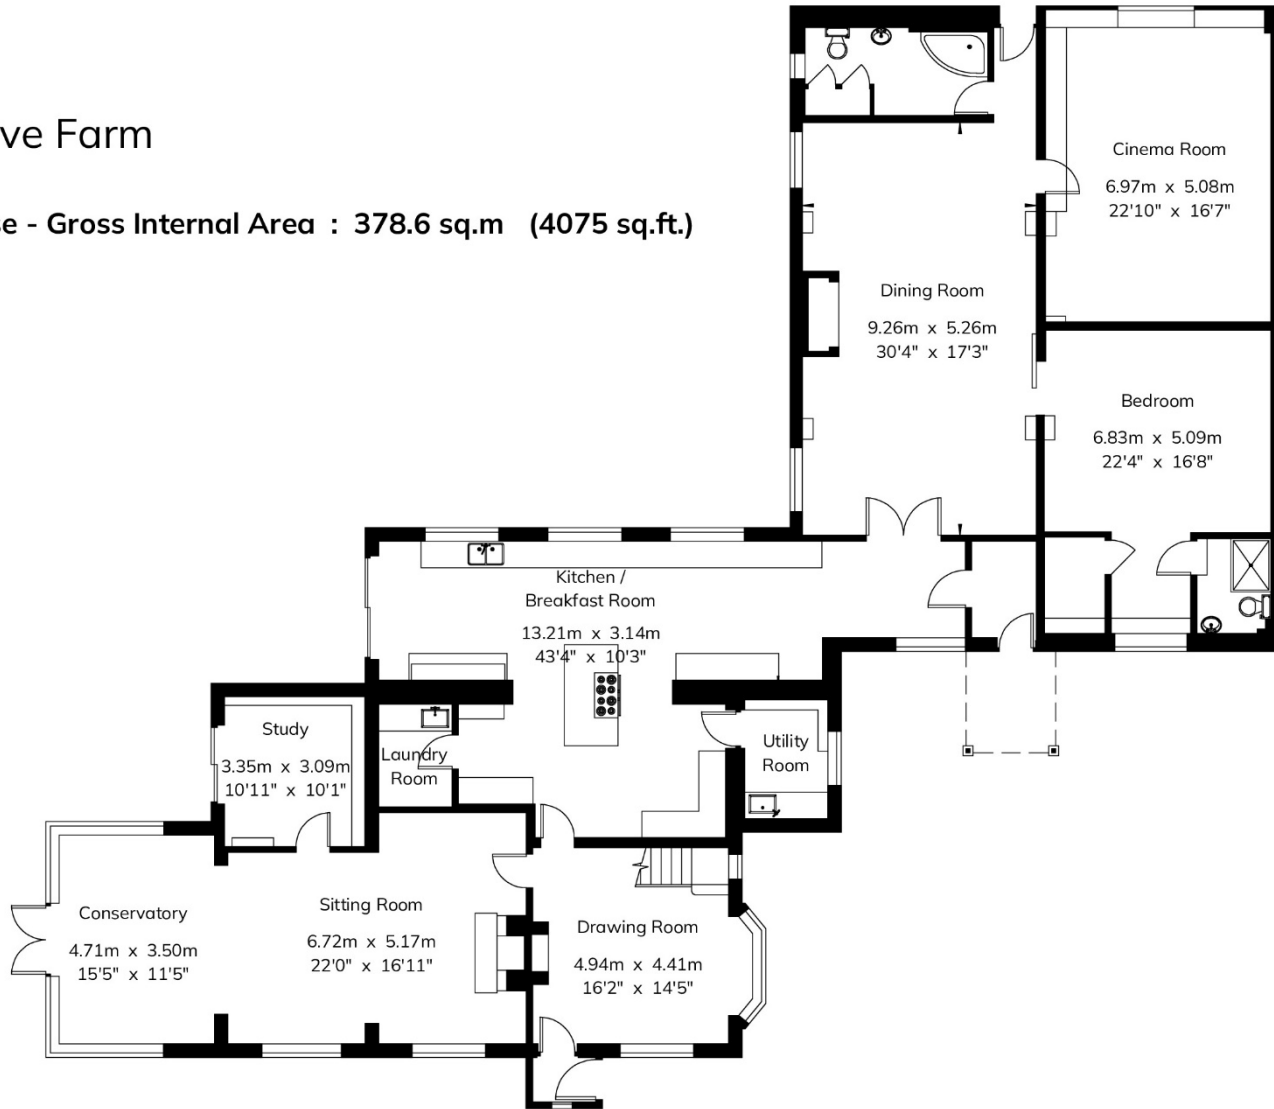 ve Farm
se - Gross Internal Area : 378.6 sq.m (4075 sq.ft.)
Cinema Room
6.97m x 5.08m
22'10" x 16'7"
Dining Room
9.26m x 5.26m
30'4" x 17'3"
Bedroom
6.83m x 5.09m
22'4" x 16'8"
Kitchen /
Breakfast Room
13.21m x 3.14m
43'4" x 10'3"
Study
3.35m x 3.09m
10'11" x 10'1"
Laundry
Room
Utility
Room
Conservatory
4.71m x 3.50m
15'5" x 11'5"
Sitting Room
6.72m x 5.17m
22'0" x 16'11"
Drawing Room
4.94m x 4.41m
16'2" x 14'5"